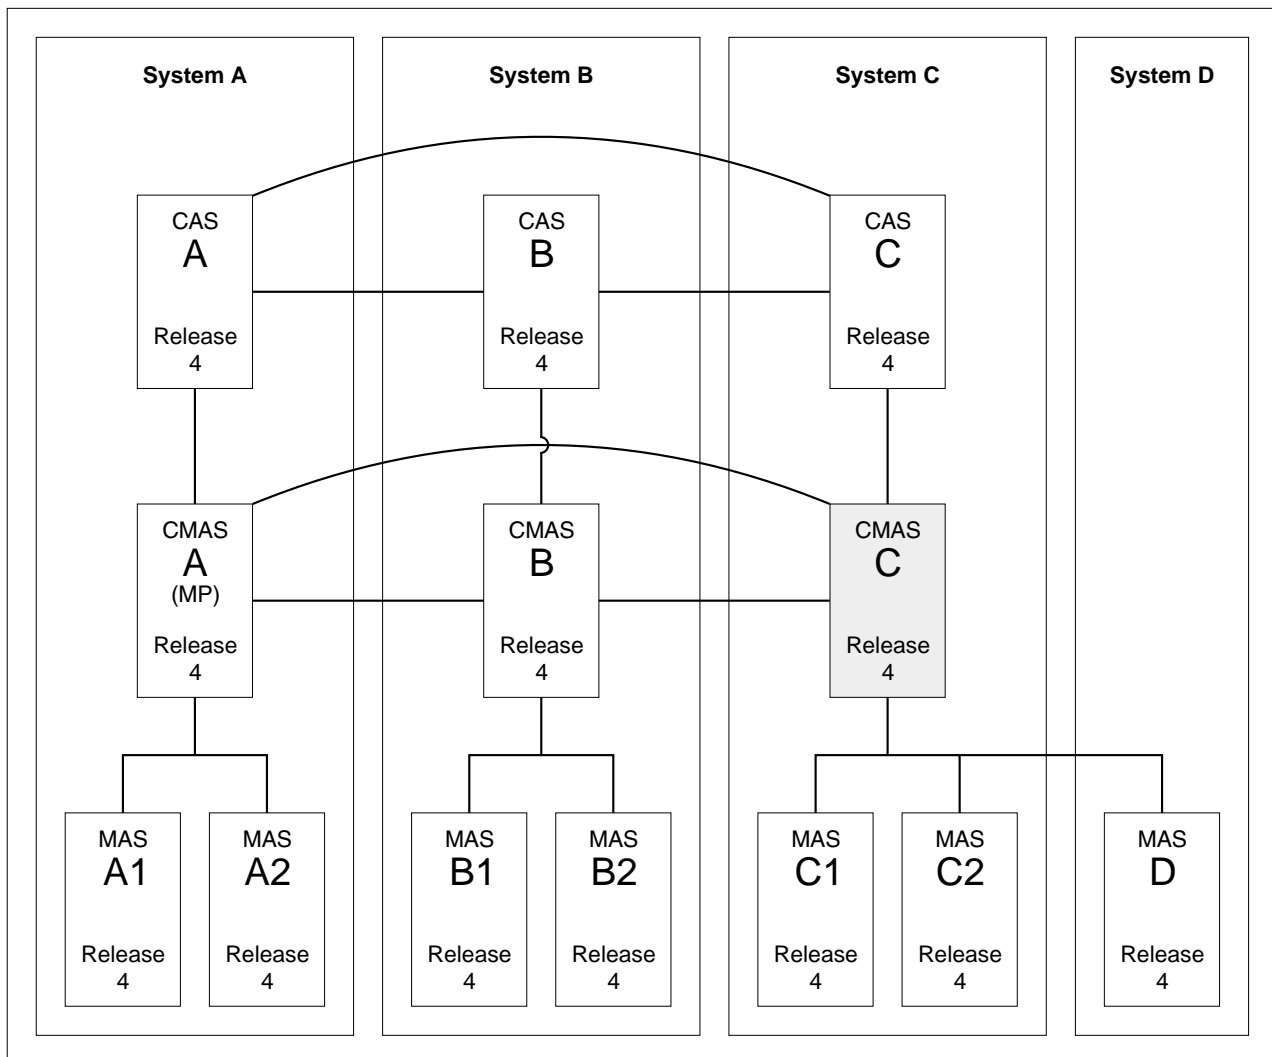 System A
System B
System C
System D
CAS
A
Release
4
CAS
B
Release
4
CAS
C
Release
4
CMAS
A
(MP)
Release
4
CMAS
B
Release
4
CMAS
C
Release
4
MAS
A1
Release
4
MAS
A2
Release
4
MAS
B1
Release
4
MAS
B2
Release
4
MAS
C1
Release
4
MAS
C2
Release
4
MAS
D
Release
4